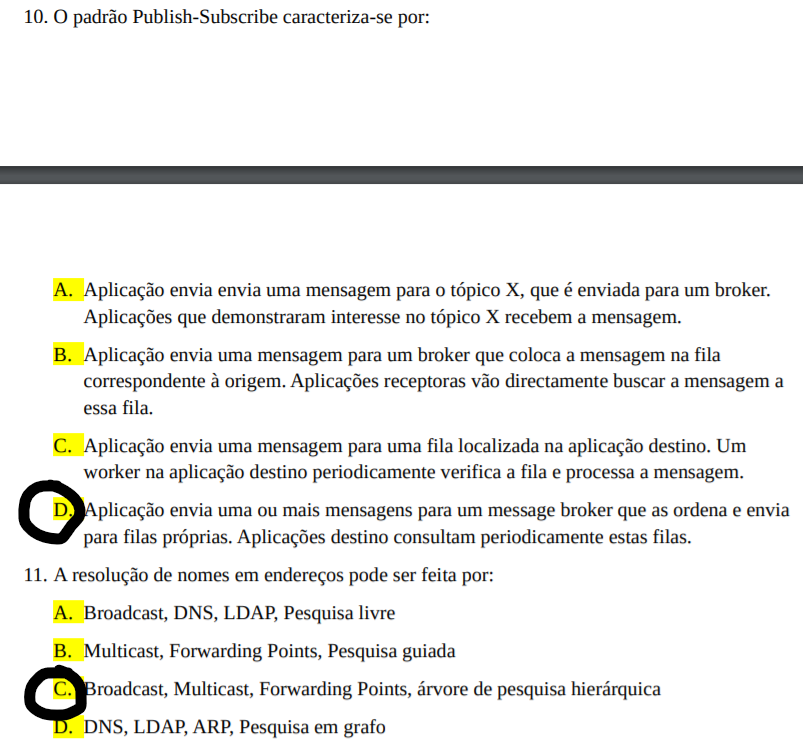 10. O padrão Publish-Subscribe caracteriza-se por:
A. Aplicação envia envia uma mensagem para o tópico X, que é enviada para um broker.
Aplicações que demonstraram interesse no tópico X recebem a mensagem.
B. Aplicação envia uma mensagem para um broker que coloca a mensagem na fila
correspondente à origem. Aplicações receptoras vão directamente buscar a mensagem a
essa fila.
C. Aplicação envia uma mensagem para uma fila localizada na aplicação destino. Um
worker na aplicação destino periodicamente verifica a fila e processa a mensagem.
D. Aplicação envia uma ou mais mensagens para um message broker que as ordena e envia
para filas próprias. Aplicações destino consultam periodicamente estas filas.
11. A resolução de nomes em endereços pode ser feita por:
A. Broadcast, DNS, LDAP, Pesquisa livre
B. Multicast, Forwarding Points, Pesquisa guiada
C. Broadcast, Multicast, Forwarding Points, árvore de pesquisa hierárquica
D. DNS, LDAP, ARP, Pesquisa em grafo